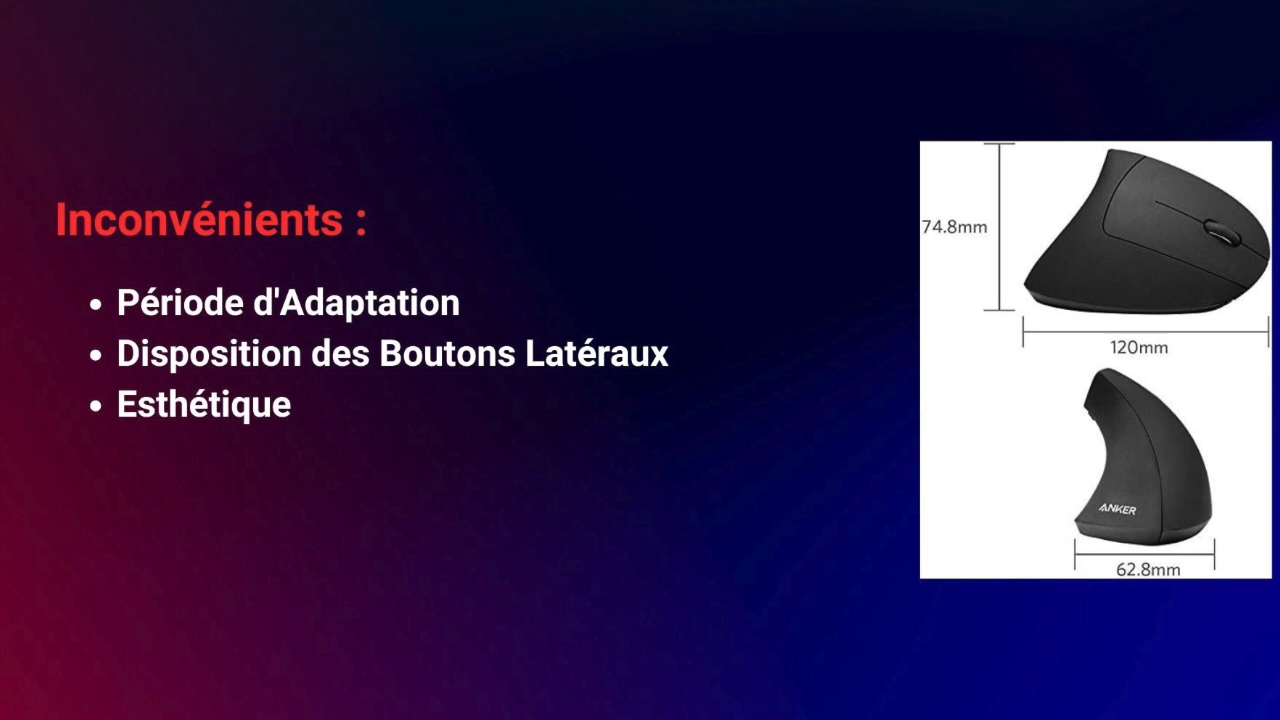 Inconvénients :
• Période d'Adaptation
• Disposition des Boutons Latéraux
• Esthétique
74.8mm
120mm
ANKER
62.8mm